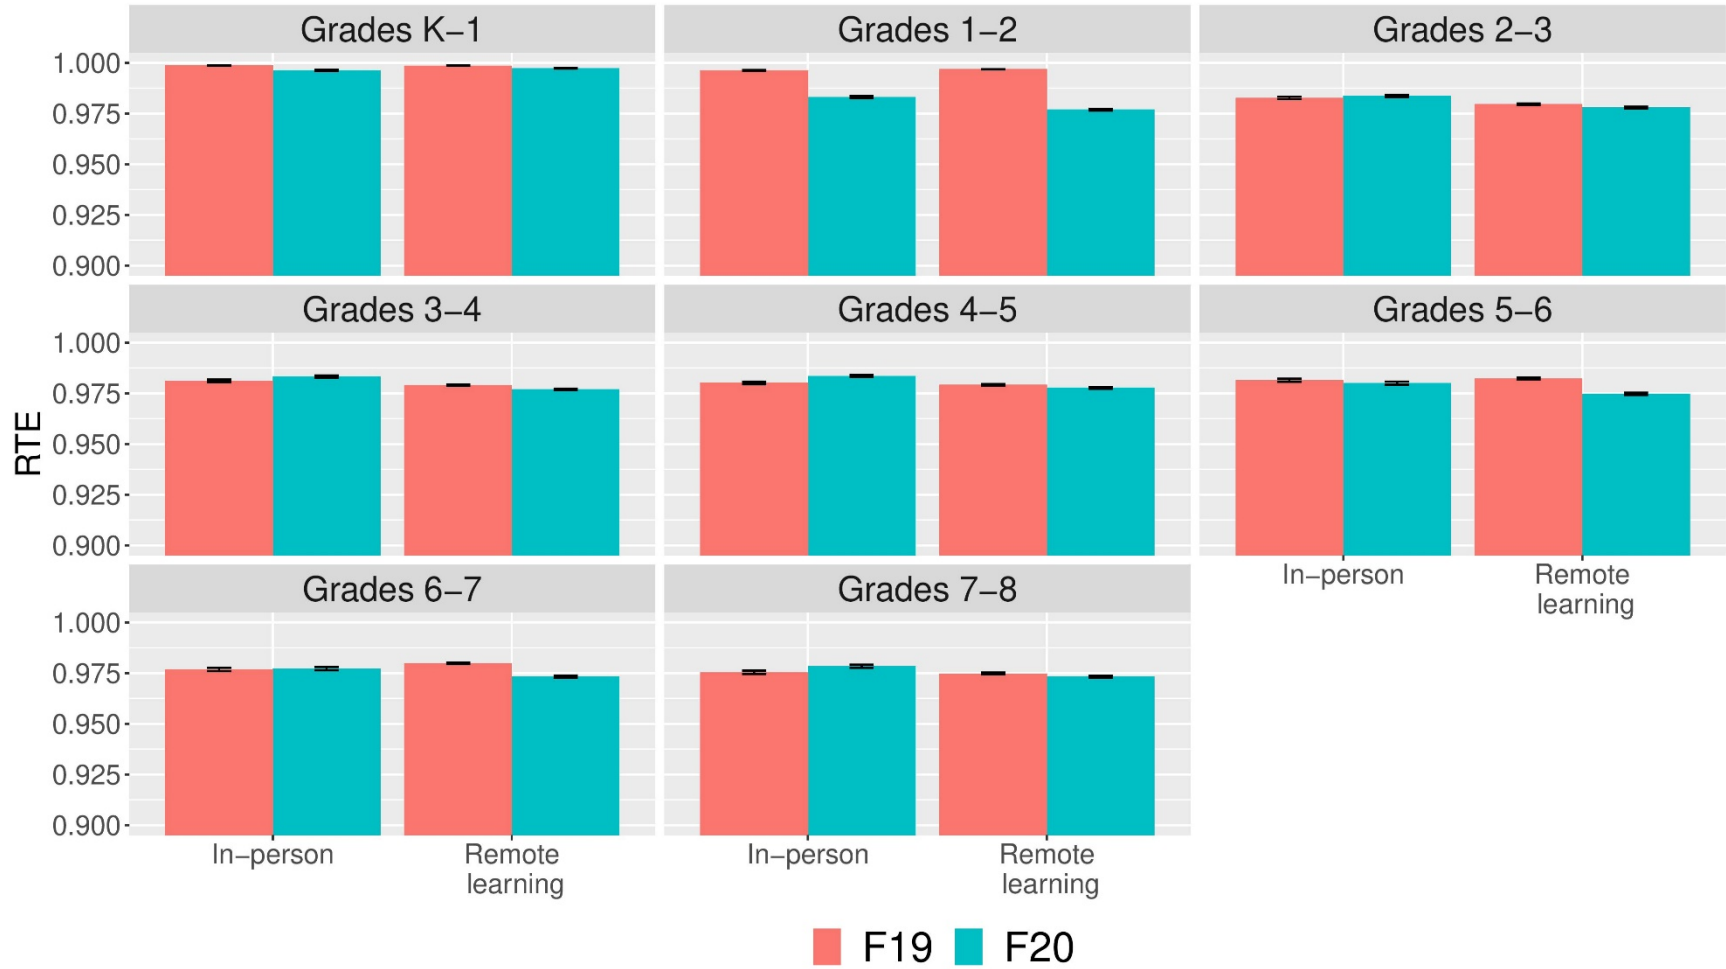 Grades K−1
Grades 1−2
Grades 2−3
1.000
0.975
0.950
0.925
0.900
Grades 3−4
Grades 4−5
Grades 5−6
1.000
0.975
0.950
0.925
0.900
RTE
In−person
Remote
learning
Grades 6−7
Grades 7−8
1.000
0.975
0.950
0.925
0.900
In−person
Remote
learning
In−person
Remote
learning
F19
F20